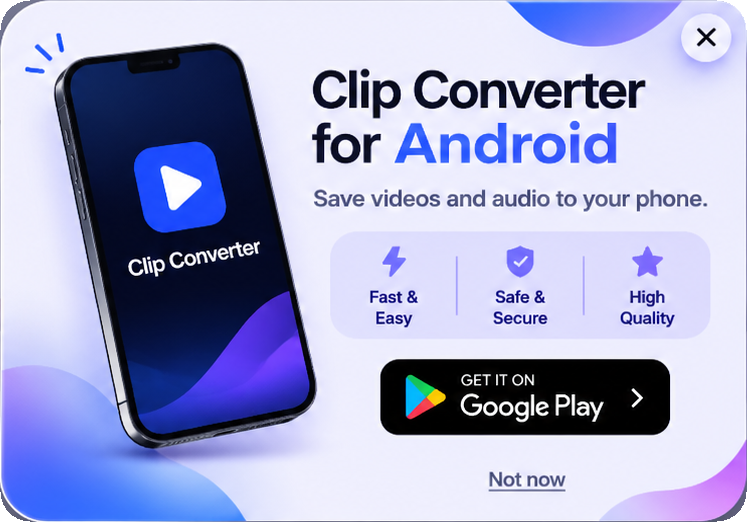 Clip Converter
for Android
Save videos and audio to your phone.
Fast &
Easy
Safe &
Secure
High
Quality
Clip Converter
GET IT ON
Google Play
Not now